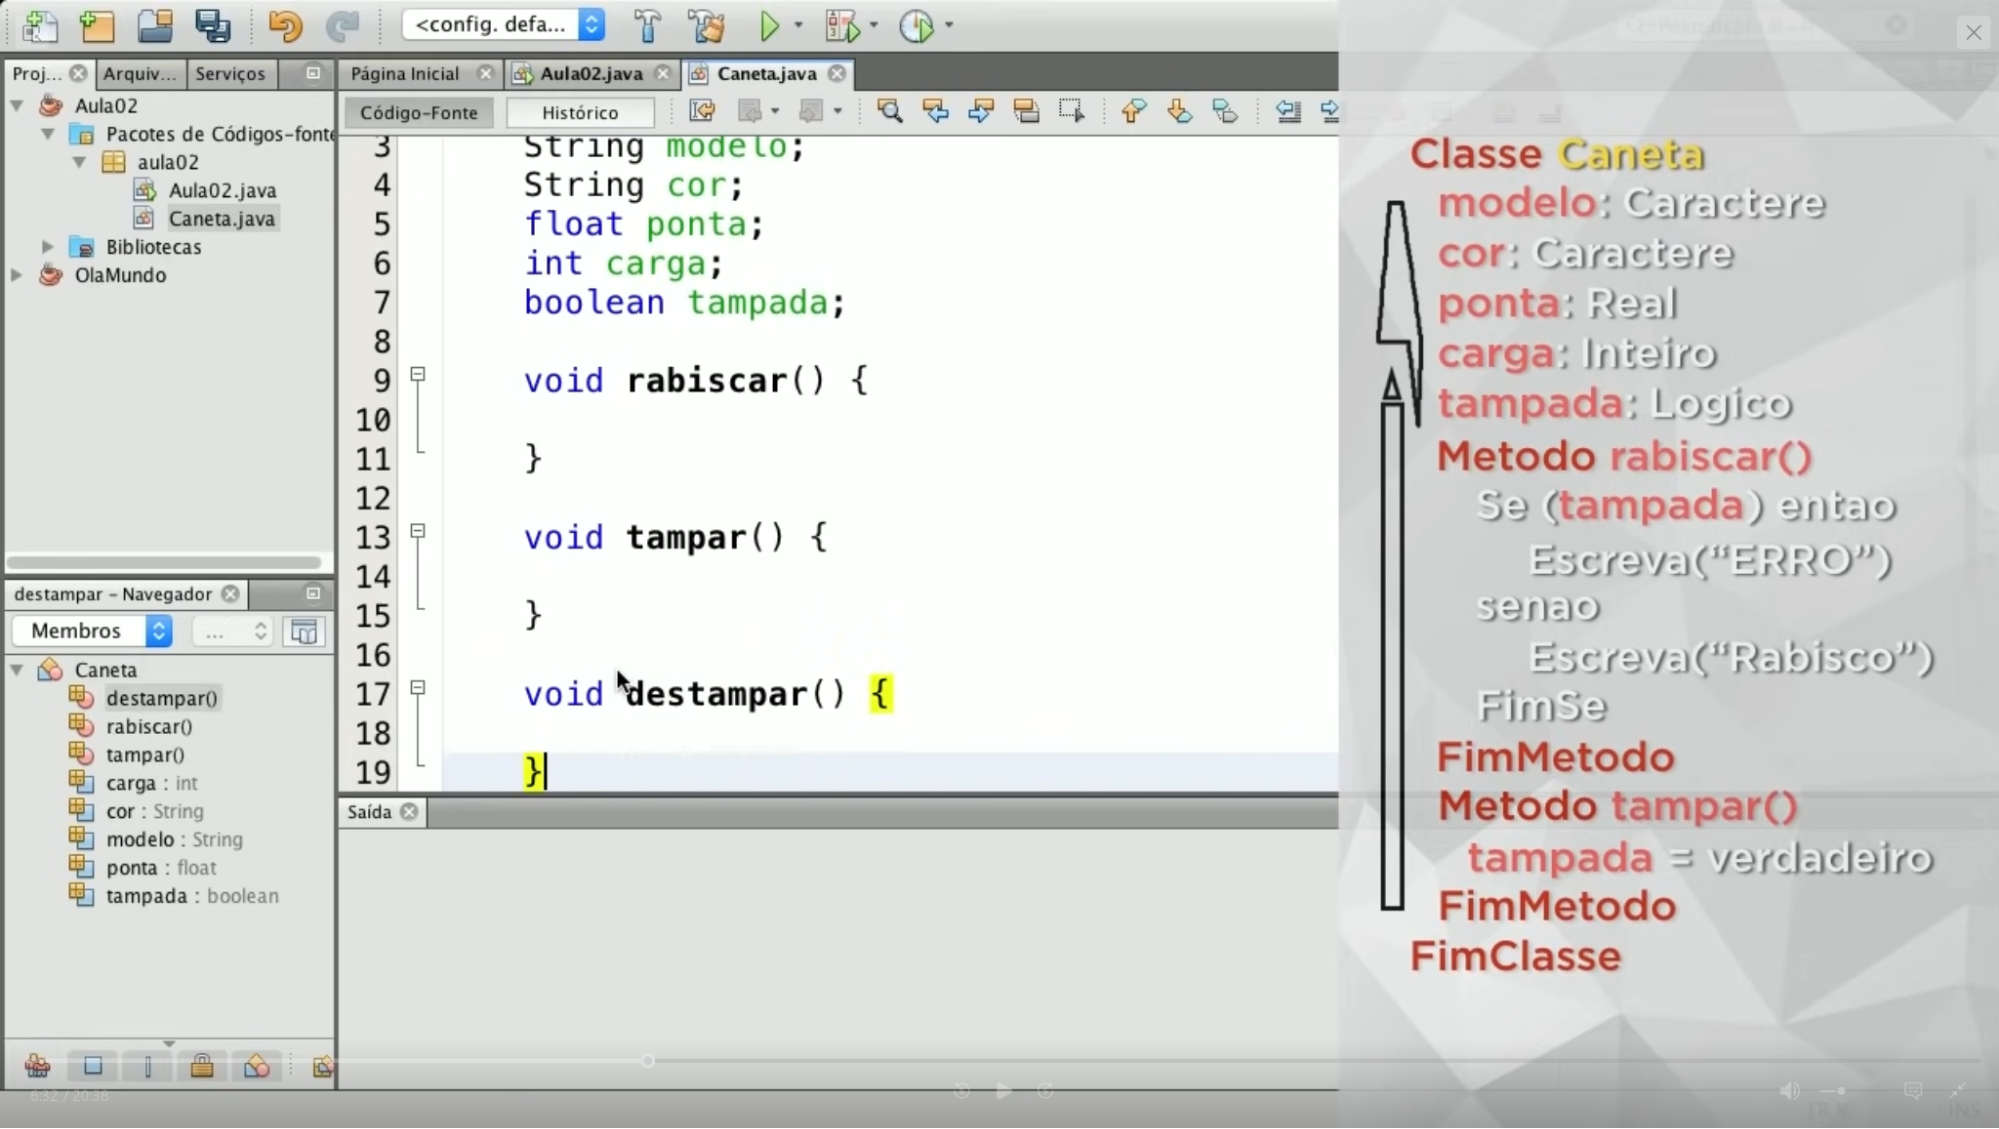 <config. defa...
Proj...
Arquiv...
Serviços
Aula02
Pacotes de Códigos-fonte
aula02
Aula02.java
Caneta.java
Bibliotecas
OlaMundo
destampar - Navegador
Membros
...
Caneta
destampar()
rabiscar()
tampar()
carga : int
cor : String
modelo : String
ponta : float
tampada : boolean
Página Inicial
Aula02.java
Caneta.java
Código-Fonte
Histórico
3 String modelo;
4 String cor;
5 float ponta;
6 int carga;
7 boolean tampada;
8
9 void rabiscar() {
10
11 }
12
13 void tampar() {
14
15 }
16
17 void destampar() {
18
19 }
Saída
Classe Caneta
modelo: Caractere
cor: Caractere
ponta: Real
carga: Inteiro
tampada: Logico
Metodo rabiscar()
Se (tampada) entao
Escreva(“ERRO”)
senao
Escreva(“Rabisco”)
FimSe
FimMetodo
Metodo tampar()
tampada = verdadeiro
FimMetodo
FimClasse
6:32 / 20:38
INS